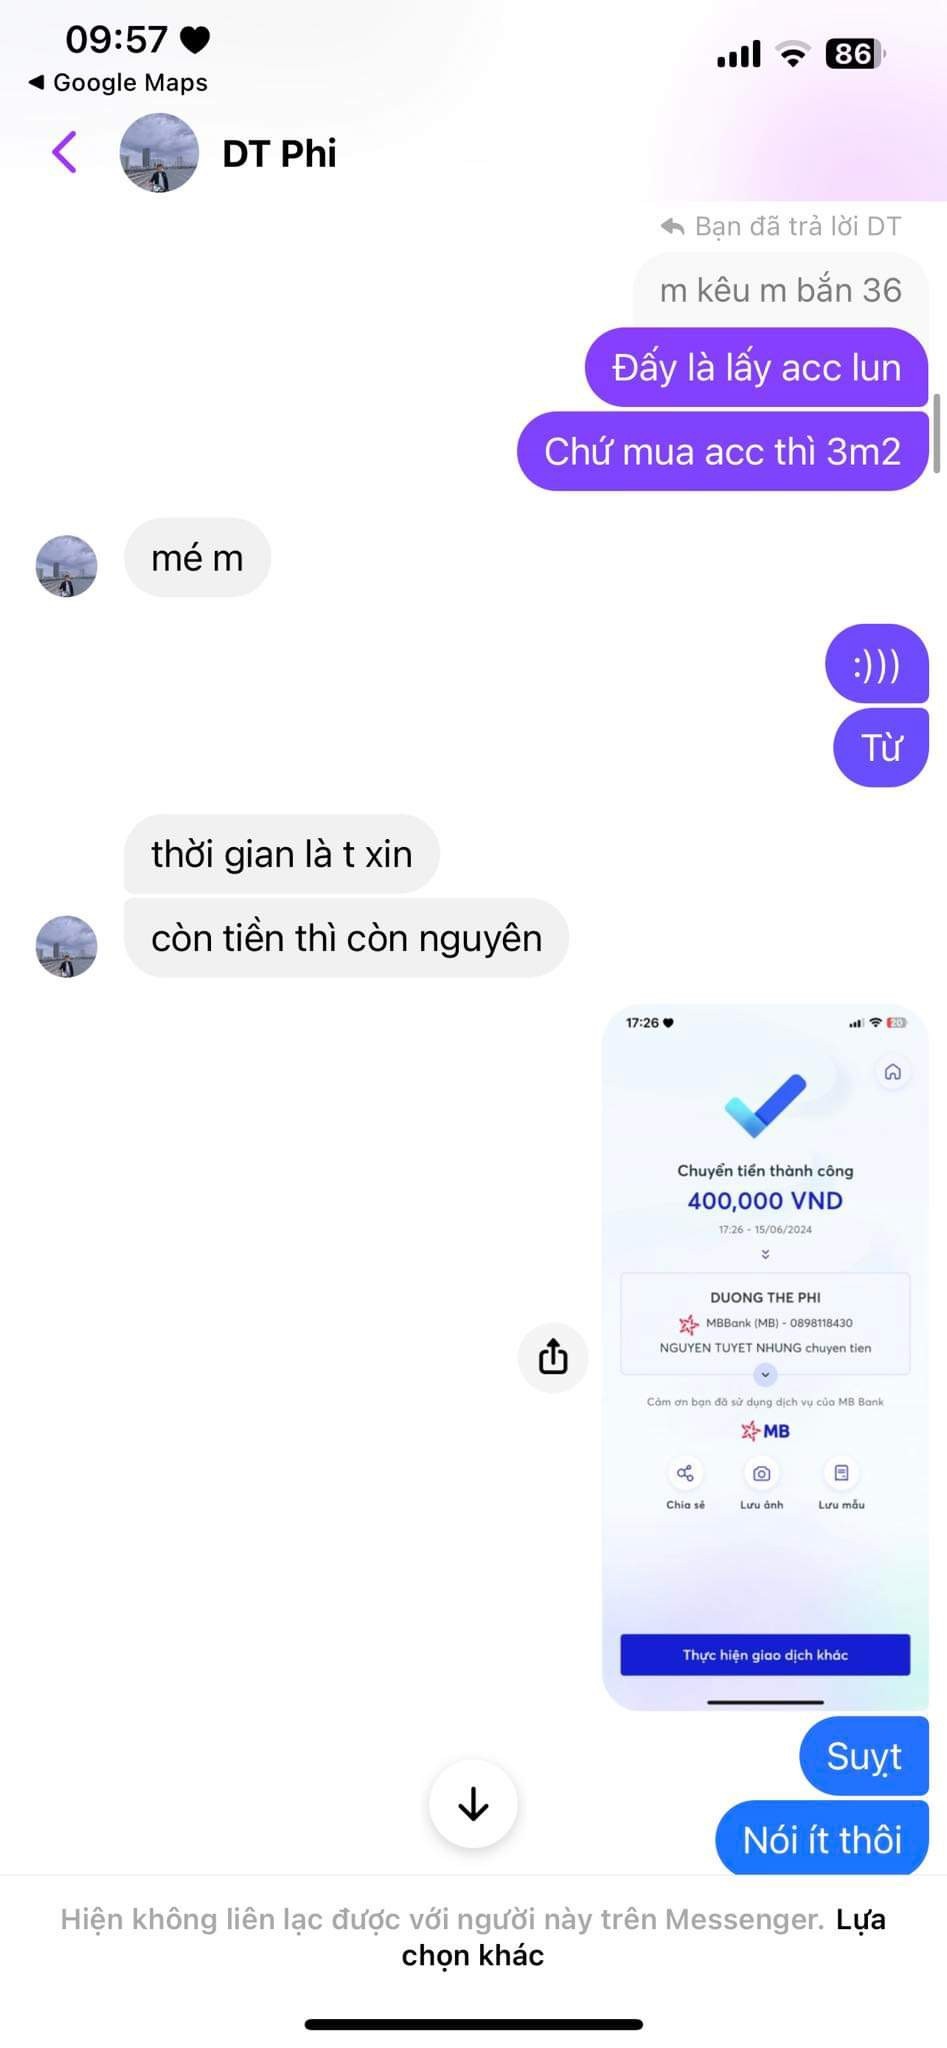 09:57
86
Google Maps
DT Phi
Bạn đã trả lời DT
m kêu m bắn 36
Đấy là lấy acc lun
Chứ mua acc thì 3m2
mé m
:)))
Từ
thời gian là t xin
còn tiền thì còn nguyên
17:26
20
Chuyển tiền thành công
400,000 VND
17:26 - 15/06/2024
DUONG THE PHI
MBBank (MB) - 0898118430
NGUYEN TUYET NHUNG chuyen tien
Cảm ơn bạn đã sử dụng dịch vụ của MB Bank
MB
Chia sẻ
Lưu ảnh
Lưu mẫu
Thực hiện giao dịch khác
Suỵt
Nói ít thôi
Hiện không liên lạc được với người này trên Messenger. Lựa
chọn khác